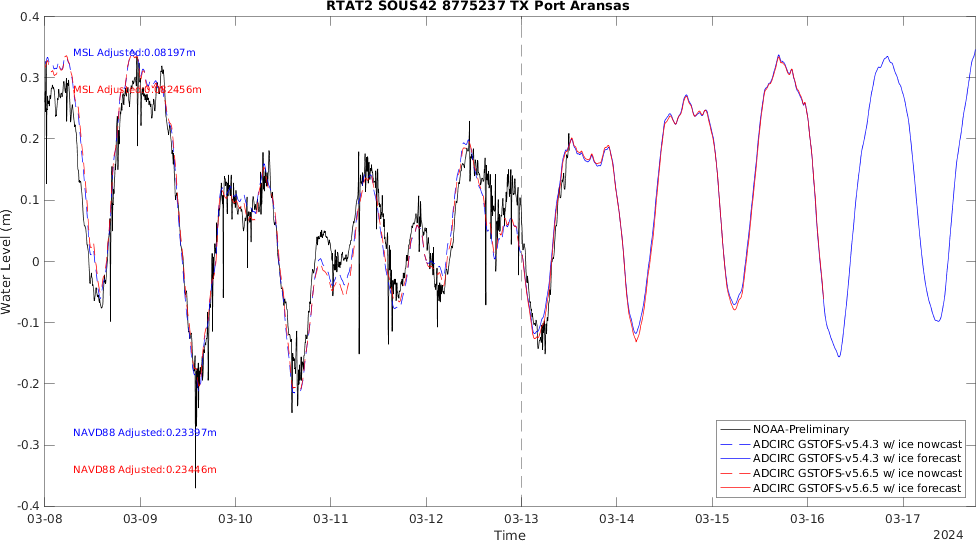 RTAT2 SOUS42 8775237 TX Port Aransas
0.4
MSL Adjusted:0.08197m
0.3
MSL Adjusted:0.082456m
0.2
0.1
Water Level (m)
0
-0.1
-0.2
NAVD88 Adjusted:0.23397m
-0.3
NAVD88 Adjusted:0.23446m
-0.4
NOAA-Preliminary
ADCIRC GSTOFS-v5.4.3 w/ ice nowcast
ADCIRC GSTOFS-v5.4.3 w/ ice forecast
ADCIRC GSTOFS-v5.6.5 w/ ice nowcast
ADCIRC GSTOFS-v5.6.5 w/ ice forecast
03-08 03-09 03-10 03-11 03-12 03-13 03-14 03-15 03-16 03-17
Time
2024